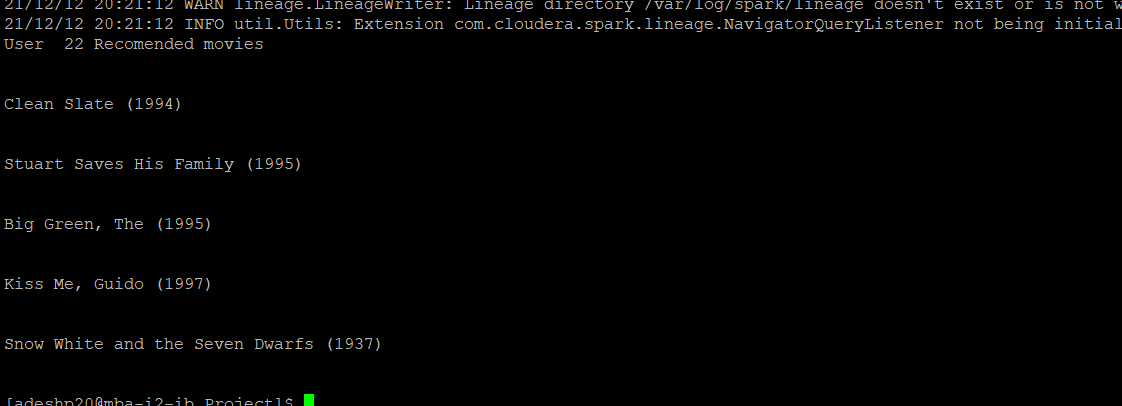 21/12/12 20:21:12 WARN lineage.LineageWriter: Lineage directory /var/log/spark/lineage doesn't exist or is not w
21/12/12 20:21:12 INFO util.Utils: Extension com.cloudera.spark.lineage.NavigatorQueryListener not being initial
User  22 Recomended movies
Clean Slate (1994)
Stuart Saves His Family (1995)
Big Green, The (1995)
Kiss Me, Guido (1997)
Snow White and the Seven Dwarfs (1937)
[adeshp20@mba-i2-ib Project]$